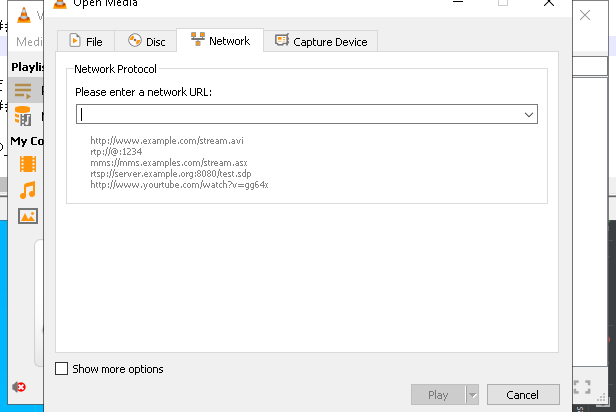 Open Media
File
Disc
Network
Capture Device
Medi
Playlis
My Co
Network Protocol
Please enter a network URL:
http://www.example.com/stream.avi
rtp://@:1234
mms://mms.examples.com/stream.asx
rtsp://server.example.org:8080/test.sdp
http://www.yourtube.com/watch?v=gg64x
Show more options
Play
Cancel